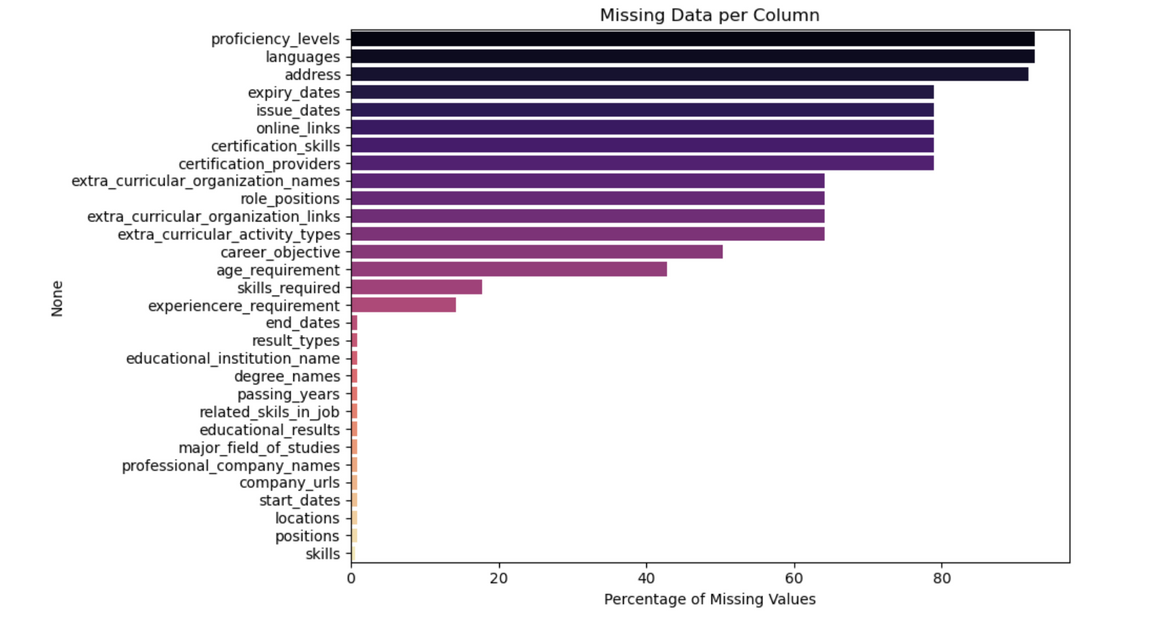 Missing Data per Column
proficiency_levels
languages
address
expiry_dates
issue_dates
online_links
certification_skills
certification_providers
extra_curricular_organization_names
role_positions
extra_curricular_organization_links
extra_curricular_activity_types
career_objective
age_requirement
skills_required
experiencere_requirement
end_dates
result_types
educational_institution_name
degree_names
passing_years
related_skils_in_job
educational_results
major_field_of_studies
professional_company_names
company_urls
start_dates
locations
positions
skills
None
0 20 40 60 80
Percentage of Missing Values